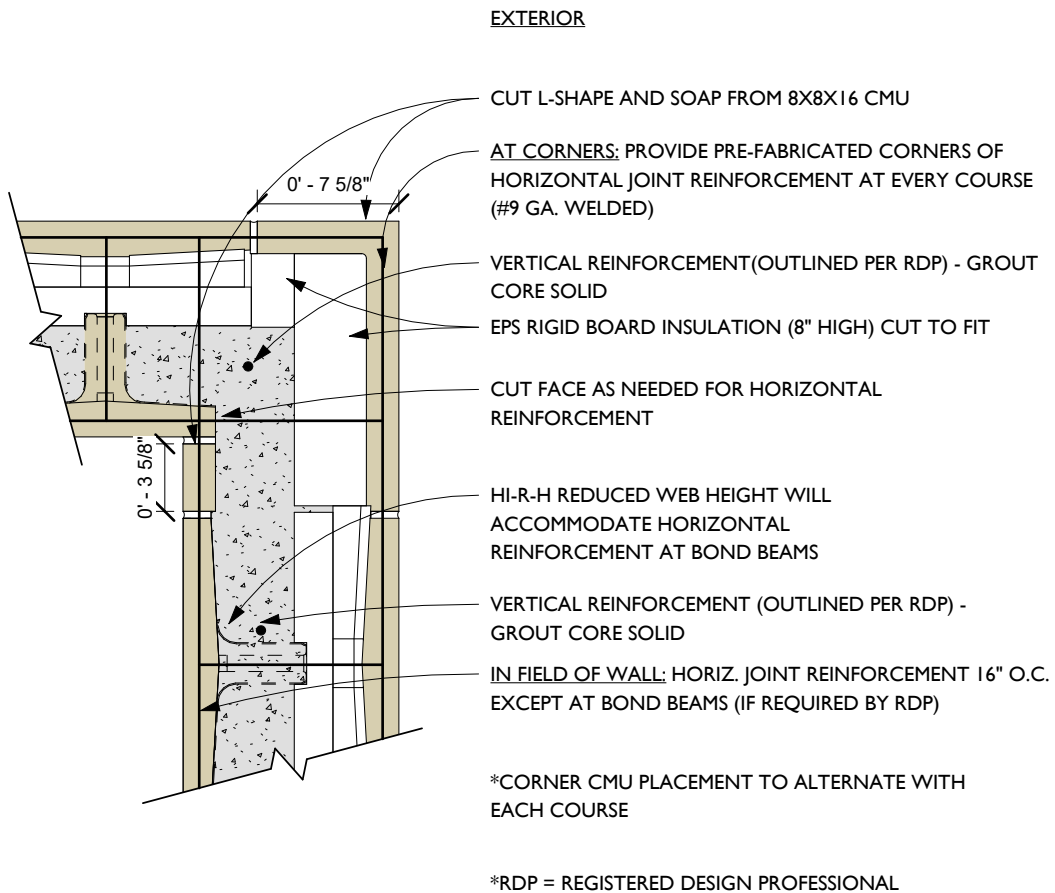 EXTERIOR
CUT L-SHAPE AND SOAP FROM 8X8X16 CMU
AT CORNERS: PROVIDE PRE-FABRICATED CORNERS OF
HORIZONTAL JOINT REINFORCEMENT AT EVERY COURSE
(#9 GA. WELDED)
0' - 7 5/8"
VERTICAL REINFORCEMENT(OUTLINED PER RDP) - GROUT
CORE SOLID
EPS RIGID BOARD INSULATION (8" HIGH) CUT TO FIT
CUT FACE AS NEEDED FOR HORIZONTAL
REINFORCEMENT
0' - 3 5/8"
HI-R-H REDUCED WEB HEIGHT WILL
ACCOMMODATE HORIZONTAL
REINFORCEMENT AT BOND BEAMS
VERTICAL REINFORCEMENT (OUTLINED PER RDP) -
GROUT CORE SOLID
IN FIELD OF WALL: HORIZ. JOINT REINFORCEMENT 16" O.C.
EXCEPT AT BOND BEAMS (IF REQUIRED BY RDP)
*CORNER CMU PLACEMENT TO ALTERNATE WITH
EACH COURSE
*RDP = REGISTERED DESIGN PROFESSIONAL